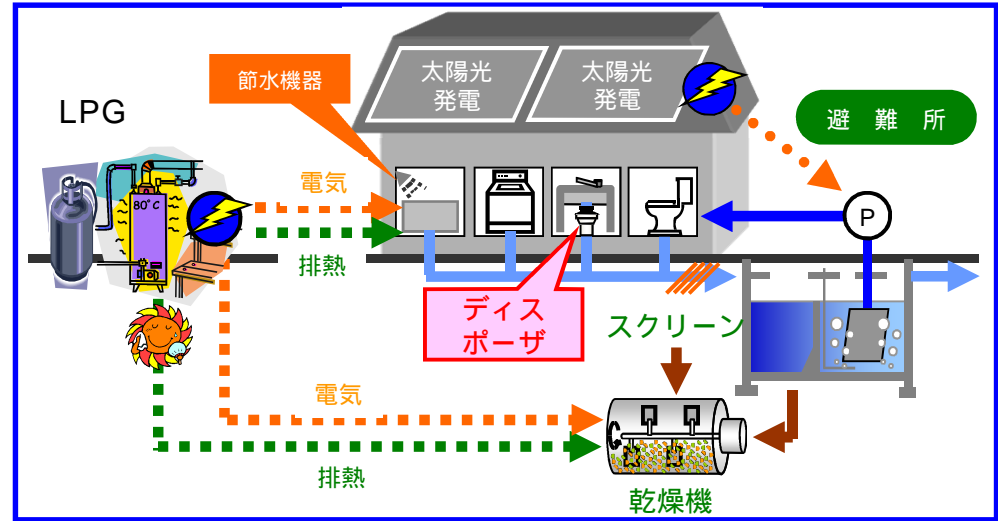 節水機器
太陽光
発電
太陽光
発電
避 難 所
LPG
80°C
電気
排熱
P
ディス
ポーザ
スクリーン
電気
排熱
乾燥機